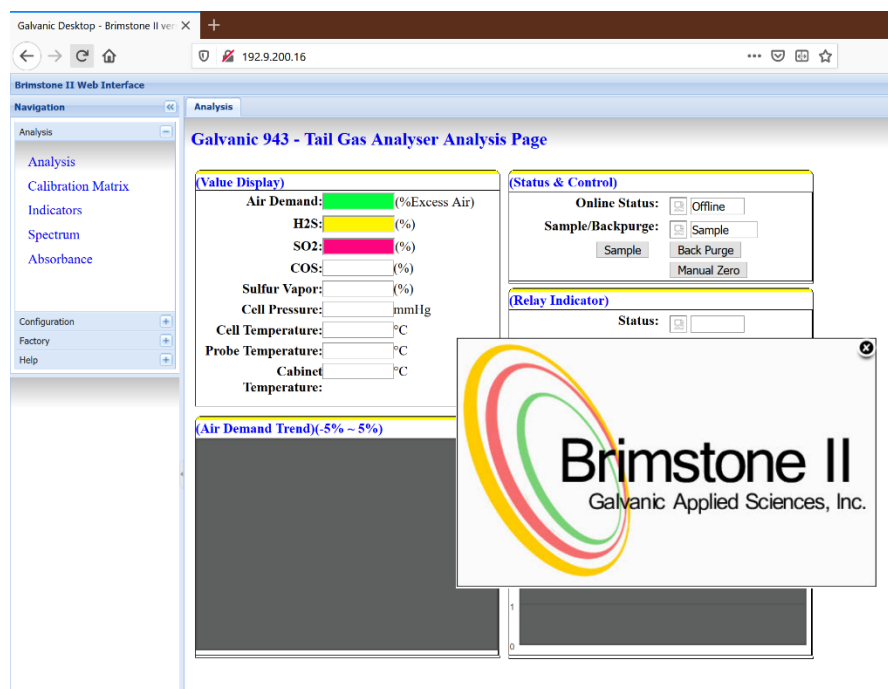 Galvanic Desktop - Brimstone II ver
192.9.200.16
Brimstone II Web Interface
Navigation
Analysis
Analysis
Analysis
Calibration Matrix
Indicators
Spectrum
Absorbance
Configuration
Factory
Help
Galvanic 943 - Tail Gas Analyser Analysis Page
(Value Display)
Air Demand: (%Excess Air)
H2S: (%)
SO2: (%)
COS: (%)
Sulfur Vapor: (%)
Cell Pressure: mmHg
Cell Temperature: °C
Probe Temperature: °C
Cabinet °C
Temperature:
(Status & Control)
Online Status: Offline
Sample/Backpurge: Sample
Sample Back Purge
Manual Zero
(Relay Indicator)
Status:
(Air Demand Trend)(-5% ~ 5%)
Brimstone II
Galvanic Applied Sciences, Inc.
1
0